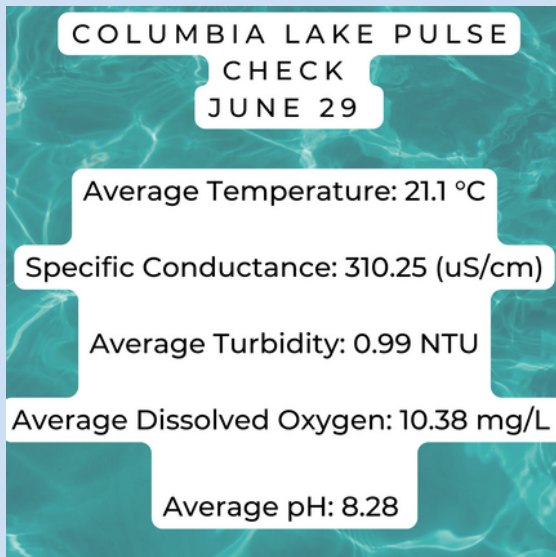 COLUMBIA LAKE PULSE
CHECK
JUNE 29
Average Temperature: 21.1 °C
Specific Conductance: 310.25 (uS/cm)
Average Turbidity: 0.99 NTU
Average Dissolved Oxygen: 10.38 mg/L
Average pH: 8.28